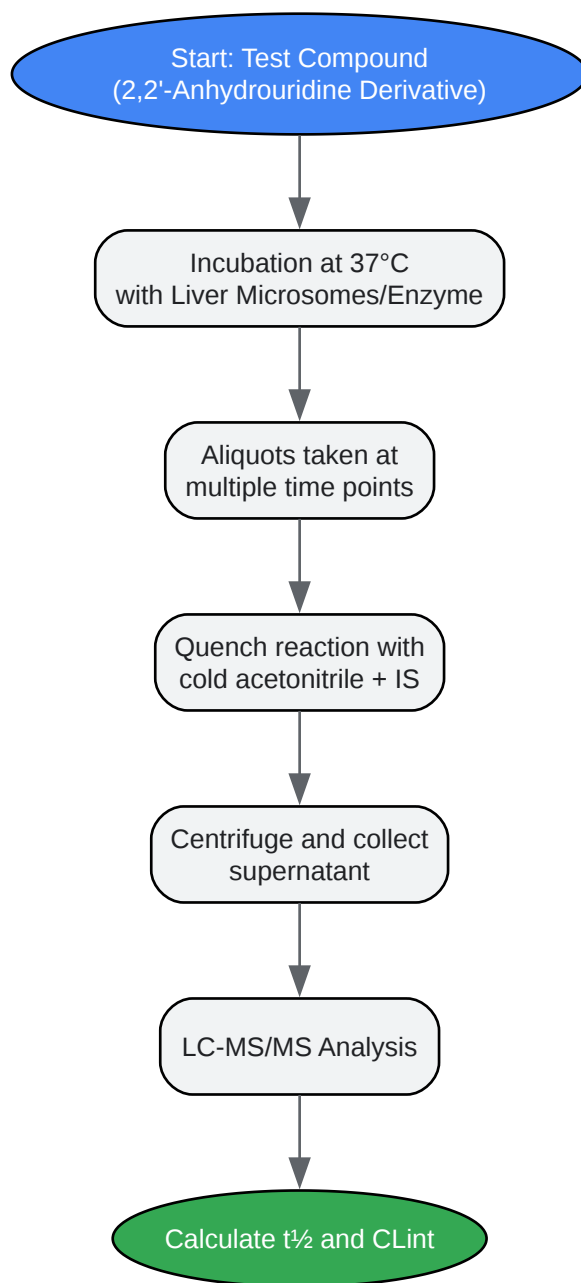 Start: Test Compound
(2,2'-Anhydrouridine Derivative)
Incubation at 37°C
with Liver Microsomes/Enzyme
Aliquots taken at
multiple time points
Quench reaction with
cold acetonitrile + IS
Centrifuge and collect
supernatant
LC-MS/MS Analysis
Calculate t½ and CLint